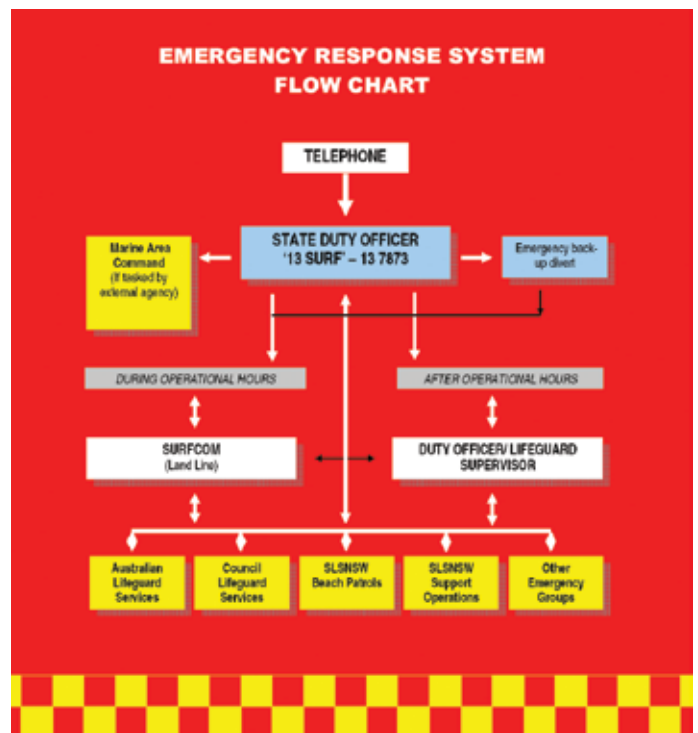 EMERGENCY RESPONSE SYSTEM
FLOW CHART
TELEPHONE
STATE DUTY OFFICER
'13 SURF' – 13 7873
Marine Area
Command
(If tasked by
external agency)
Emergency back-
up divert
DURING OPERATIONAL HOURS
AFTER OPERATIONAL HOURS
SURFCOM
(Land Line)
DUTY OFFICER/ LIFEGUARD
SUPERVISOR
Australian
Lifeguard
Services
Council
Lifeguard
Services
SLSNSW
Beach Patrols
SLSNSW
Support
Operations
Other
Emergency
Groups